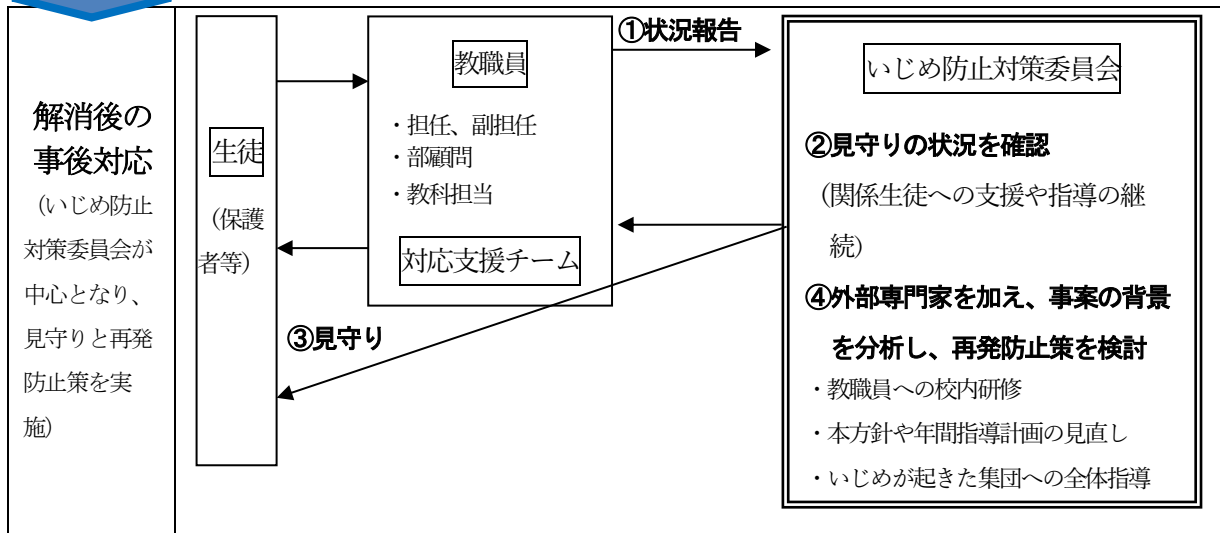 解消後の
事後対応
（いじめ防止
対策委員会が
中心となり、
見守りと再発
防止策を実
施）
生徒
（保護
者等）
教職員
・担任、副担任
・部顧問
・教科担当
対応支援チーム
①状況報告
③見守り
いじめ防止対策委員会
②見守りの状況を確認
（関係生徒への支援や指導の継
続）
④外部専門家を加え、事案の背景
を分析し、再発防止策を検討
・教職員への校内研修
・本方針や年間指導計画の見直し
・いじめが起きた集団への全体指導